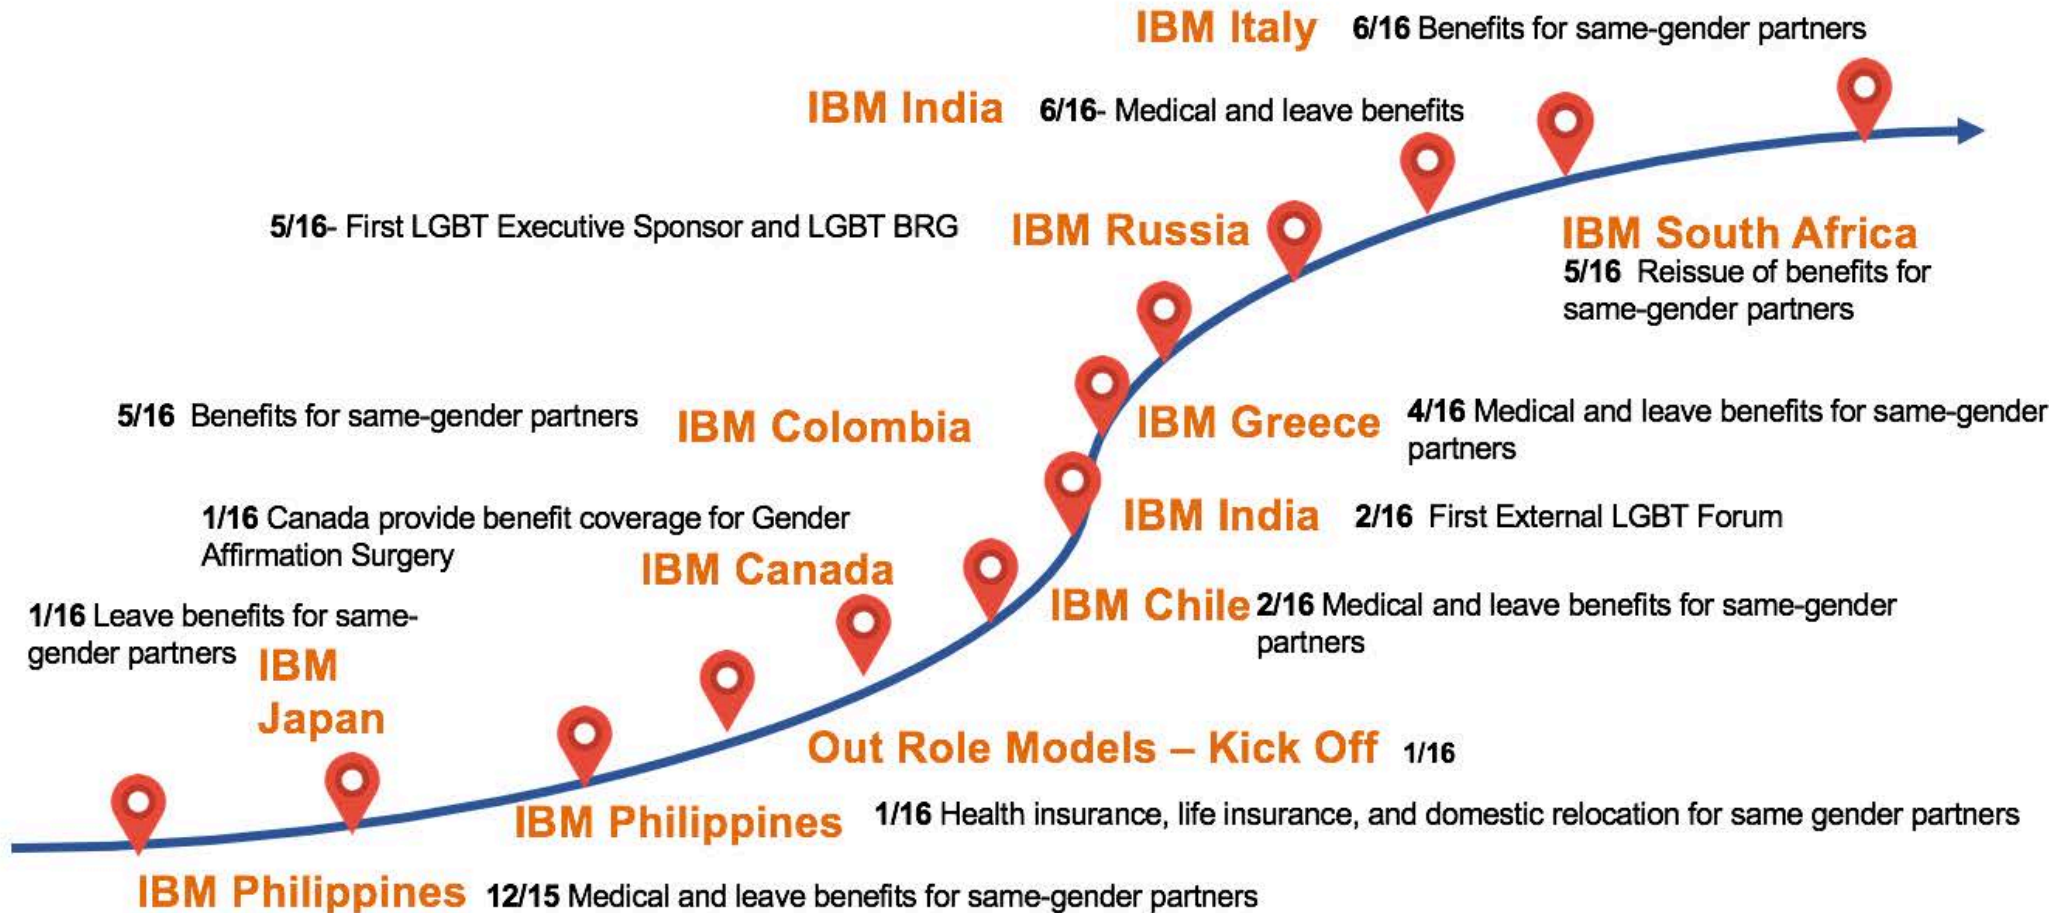 IBM Italy 6/16 Benefits for same-gender partners
IBM India 6/16- Medical and leave benefits
5/16- First LGBT Executive Sponsor and LGBT BRG IBM Russia
IBM South Africa
5/16 Reissue of benefits for
same-gender partners
5/16 Benefits for same-gender partners IBM Colombia
IBM Greece 4/16 Medical and leave benefits for same-gender
partners
1/16 Canada provide benefit coverage for Gender
Affirmation Surgery
IBM Canada
IBM India 2/16 First External LGBT Forum
IBM Chile 2/16 Medical and leave benefits for same-gender
partners
1/16 Leave benefits for same-
gender partners
IBM
Japan
Out Role Models – Kick Off 1/16
IBM Philippines 1/16 Health insurance, life insurance, and domestic relocation for same gender partners
IBM Philippines 12/15 Medical and leave benefits for same-gender partners